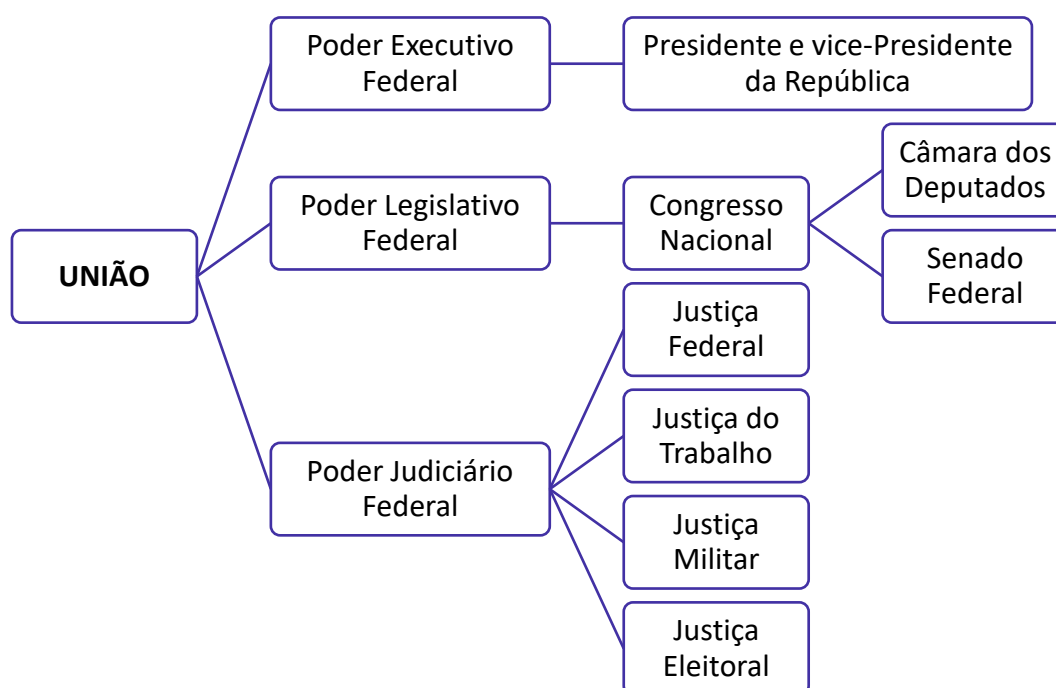 UNIÃO
Poder Executivo
Federal
Presidente e vice-Presidente
da República
Poder Legislativo
Federal
Congresso
Nacional
Câmara dos
Deputados
Senado
Federal
Poder Judiciário
Federal
Justiça
Federal
Justiça do
Trabalho
Justiça
Militar
Justiça
Eleitoral